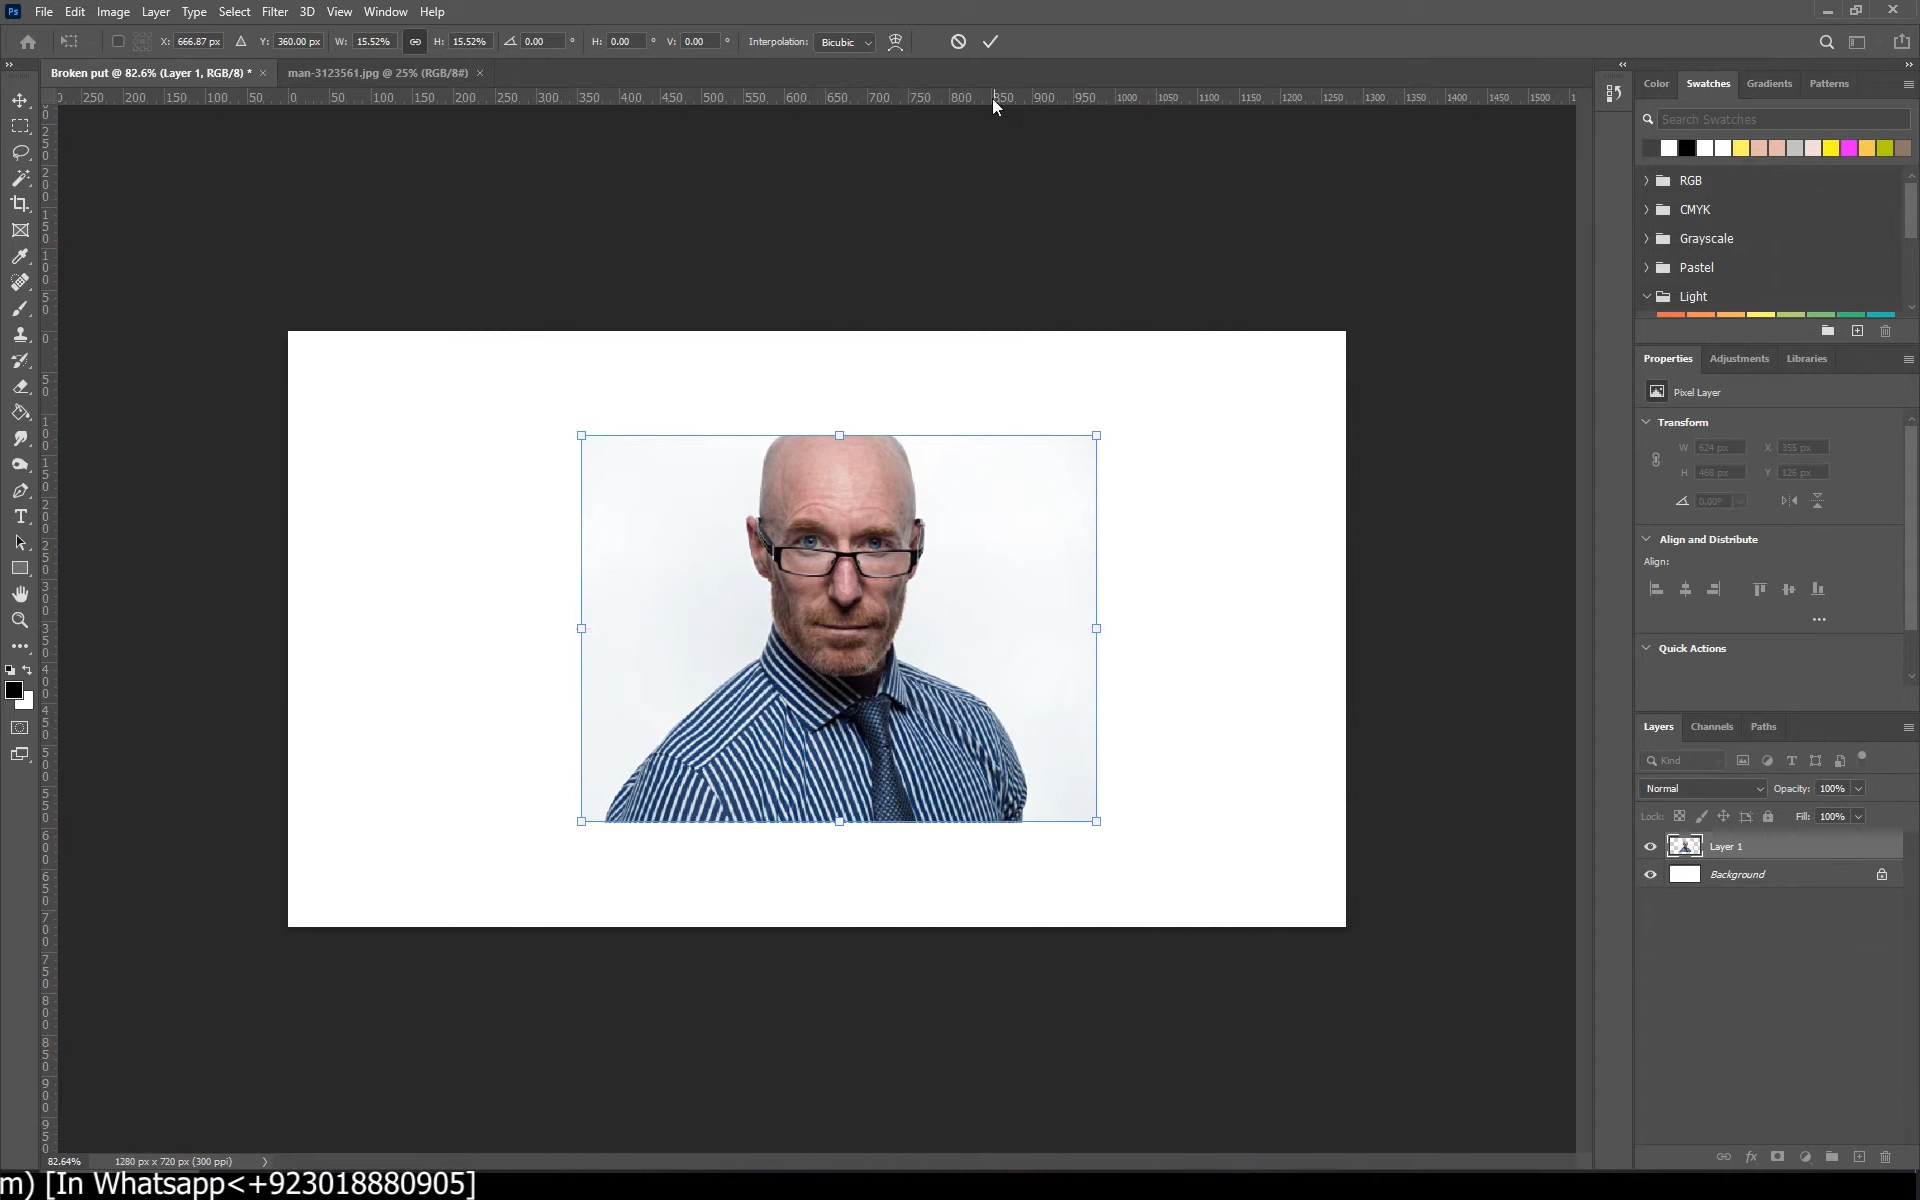 Ps File Edit Image Layer Type Select Filter 3D View Window Help
X: 666.87 px Y: 360.00 px W: 15.52% H: 15.52% 0.00 ° H: 0.00 ° V: 0.00 ° Interpolation: Bicubic
Broken put @ 82.6% (Layer 1, RGB/8) * × man-3123561.jpg @ 25% (RGB/8#) ×
250 200 150 100 50 0 50 100 150 200 250 300 350 400 450 500 550 600 650 700 750 800 850 900 950 1000 1050 1100 1150 1200 1250 1300 1350 1400 1450 1500
Color Swatches Gradients Patterns
Search Swatches
RGB
CMYK
Grayscale
Pastel
Light
Properties Adjustments Libraries
Pixel Layer
Transform
W 624 px X 355 px
H 468 px Y 126 px
0.00°
Align and Distribute
Align:
Quick Actions
Layers Channels Paths
Kind
Normal Opacity: 100%
Lock: Fill: 100%
Layer 1
Background
82.64% 1280 px x 720 px (300 ppi)
m) [In Whatsapp<+923018880905]